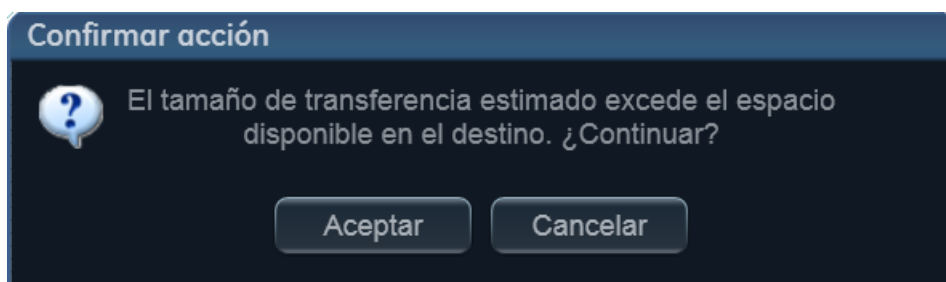 Confirmar acción
El tamaño de transferencia estimado excede el espacio
disponible en el destino. ¿Continuar?
Aceptar Cancelar